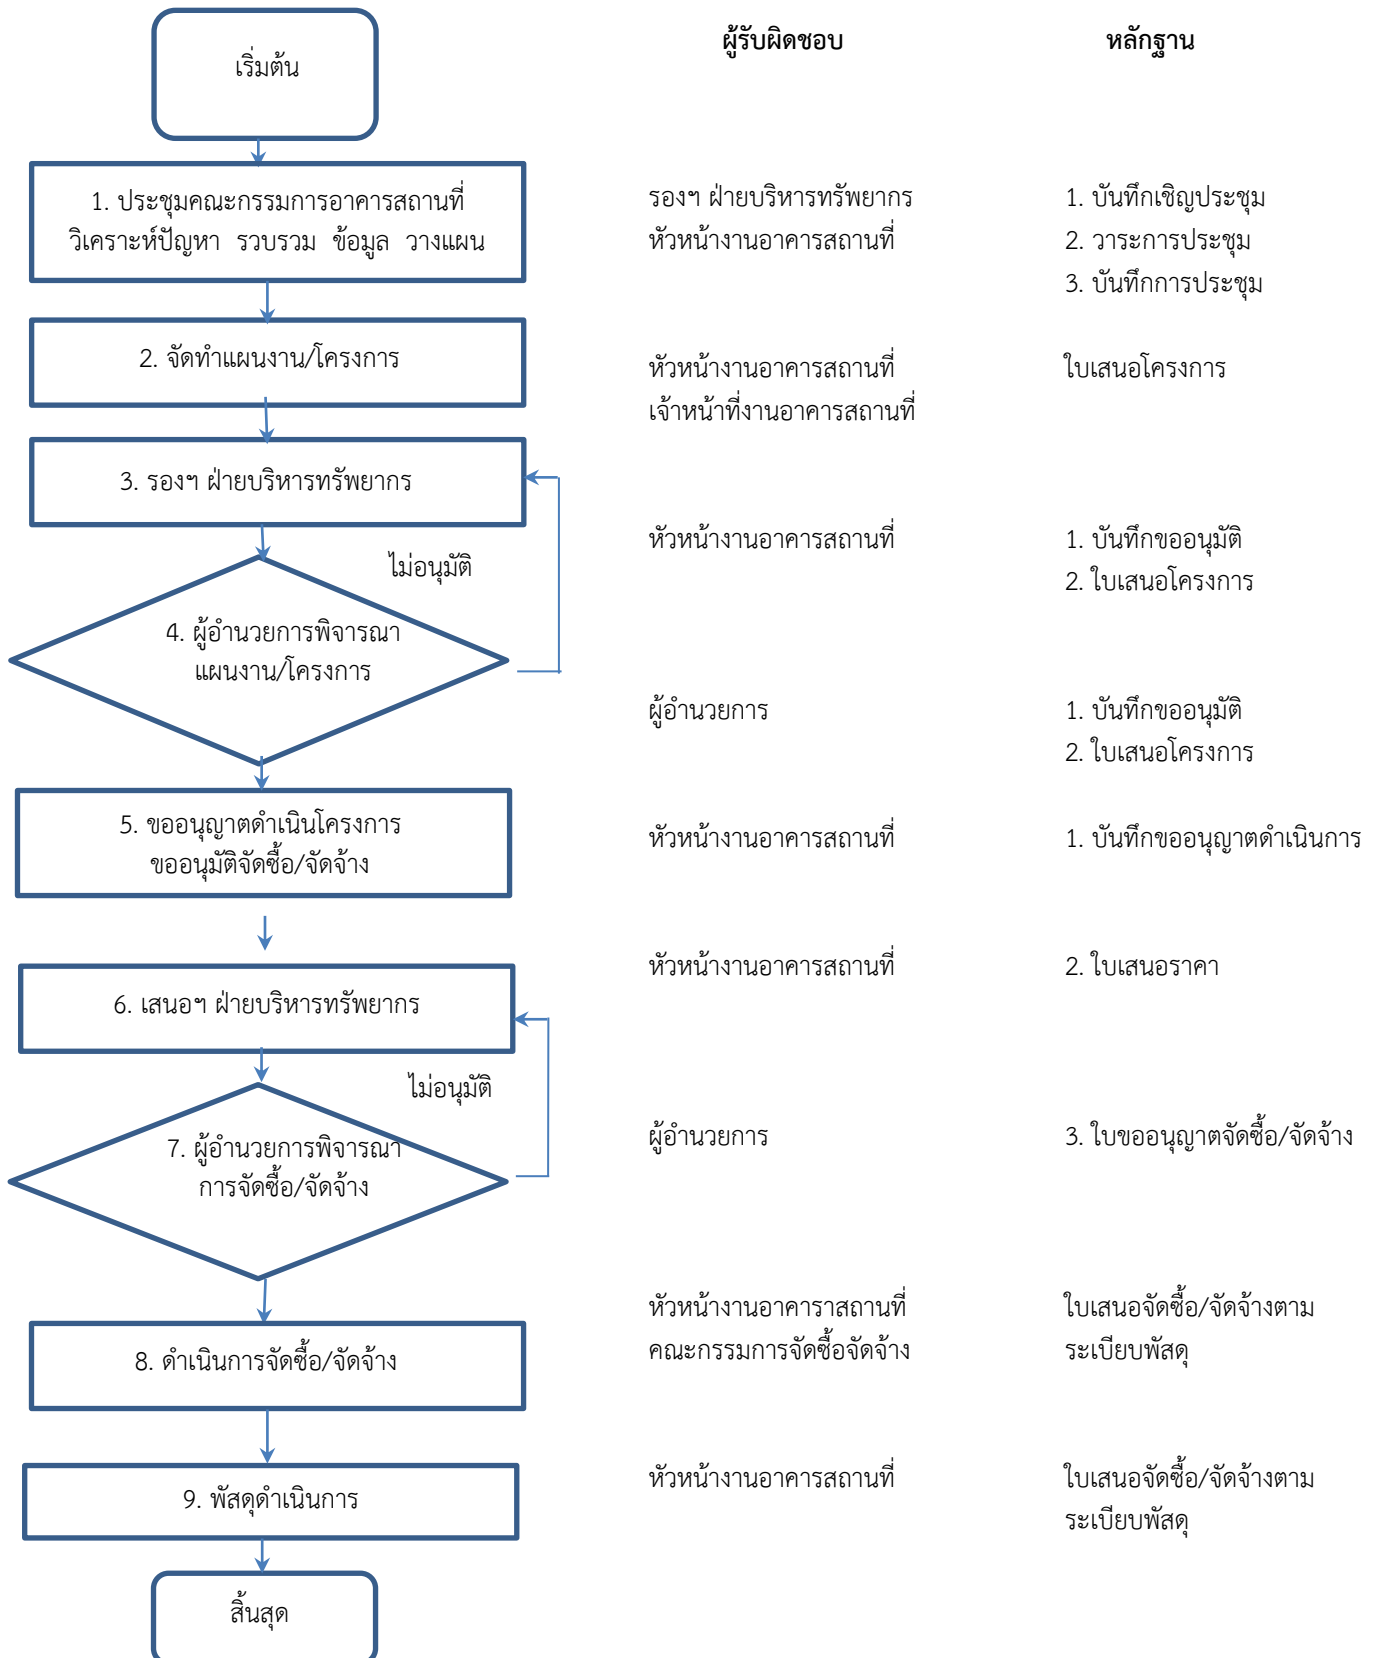 เริ่มต้น
ผู้รับผิดชอบ
หลักฐาน
1. ประชุมคณะกรรมการอาคารสถานที่
วิเคราะห์ปัญหา รวบรวม ข้อมูล วางแผน
รองฯ ฝ่ายบริหารทรัพยากร
หัวหน้างานอาคารสถานที่
1. บันทึกเชิญประชุม
2. วาระการประชุม
3. บันทึกการประชุม
2. จัดทำแผนงาน/โครงการ
หัวหน้างานอาคารสถานที่
เจ้าหน้าที่งานอาคารสถานที่
ใบเสนอโครงการ
3. รองฯ ฝ่ายบริหารทรัพยากร
หัวหน้างานอาคารสถานที่
1. บันทึกขออนุมัติ
2. ใบเสนอโครงการ
ไม่อนุมัติ
4. ผู้อำนวยการพิจารณา
แผนงาน/โครงการ
ผู้อำนวยการ
1. บันทึกขออนุมัติ
2. ใบเสนอโครงการ
5. ขออนุญาตดำเนินโครงการ
ขออนุมัติจัดซื้อ/จัดจ้าง
หัวหน้างานอาคารสถานที่
1. บันทึกขออนุญาตดำเนินการ
6. เสนอฯ ฝ่ายบริหารทรัพยากร
หัวหน้างานอาคารสถานที่
2. ใบเสนอราคา
ไม่อนุมัติ
7. ผู้อำนวยการพิจารณา
การจัดซื้อ/จัดจ้าง
ผู้อำนวยการ
3. ใบขออนุญาตจัดซื้อ/จัดจ้าง
8. ดำเนินการจัดซื้อ/จัดจ้าง
หัวหน้างานอาคาราสถานที่
คณะกรรมการจัดซื้อจัดจ้าง
ใบเสนอจัดซื้อ/จัดจ้างตาม
ระเบียบพัสดุ
9. พัสดุดำเนินการ
หัวหน้างานอาคารสถานที่
ใบเสนอจัดซื้อ/จัดจ้างตาม
ระเบียบพัสดุ
สิ้นสุด